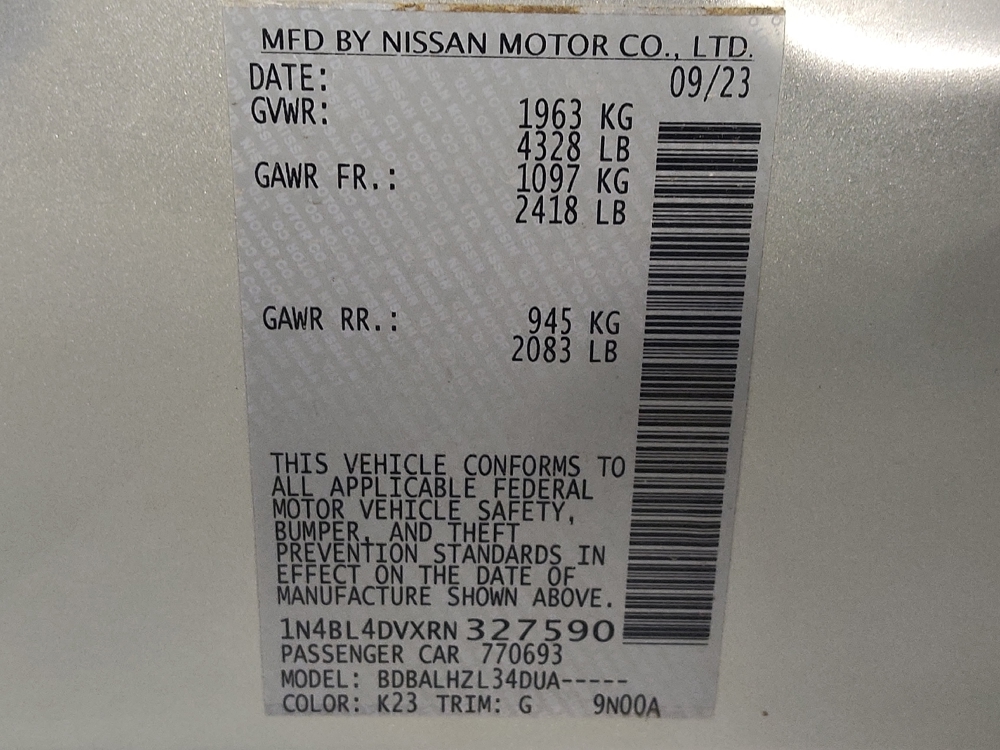 MFD BY NISSAN MOTOR CO., LTD.
DATE: 09/23
GVWR: 1963 KG
4328 LB
GAWR FR.: 1097 KG
2418 LB
GAWR RR.: 945 KG
2083 LB
THIS VEHICLE CONFORMS TO
ALL APPLICABLE FEDERAL
MOTOR VEHICLE SAFETY,
BUMPER, AND THEFT
PREVENTION STANDARDS IN
EFFECT ON THE DATE OF
MANUFACTURE SHOWN ABOVE.
1N4BL4DVXRN327590
PASSENGER CAR 770693
MODEL: BDBALHZL34DUA-----
COLOR: K23 TRIM: G 9N00A